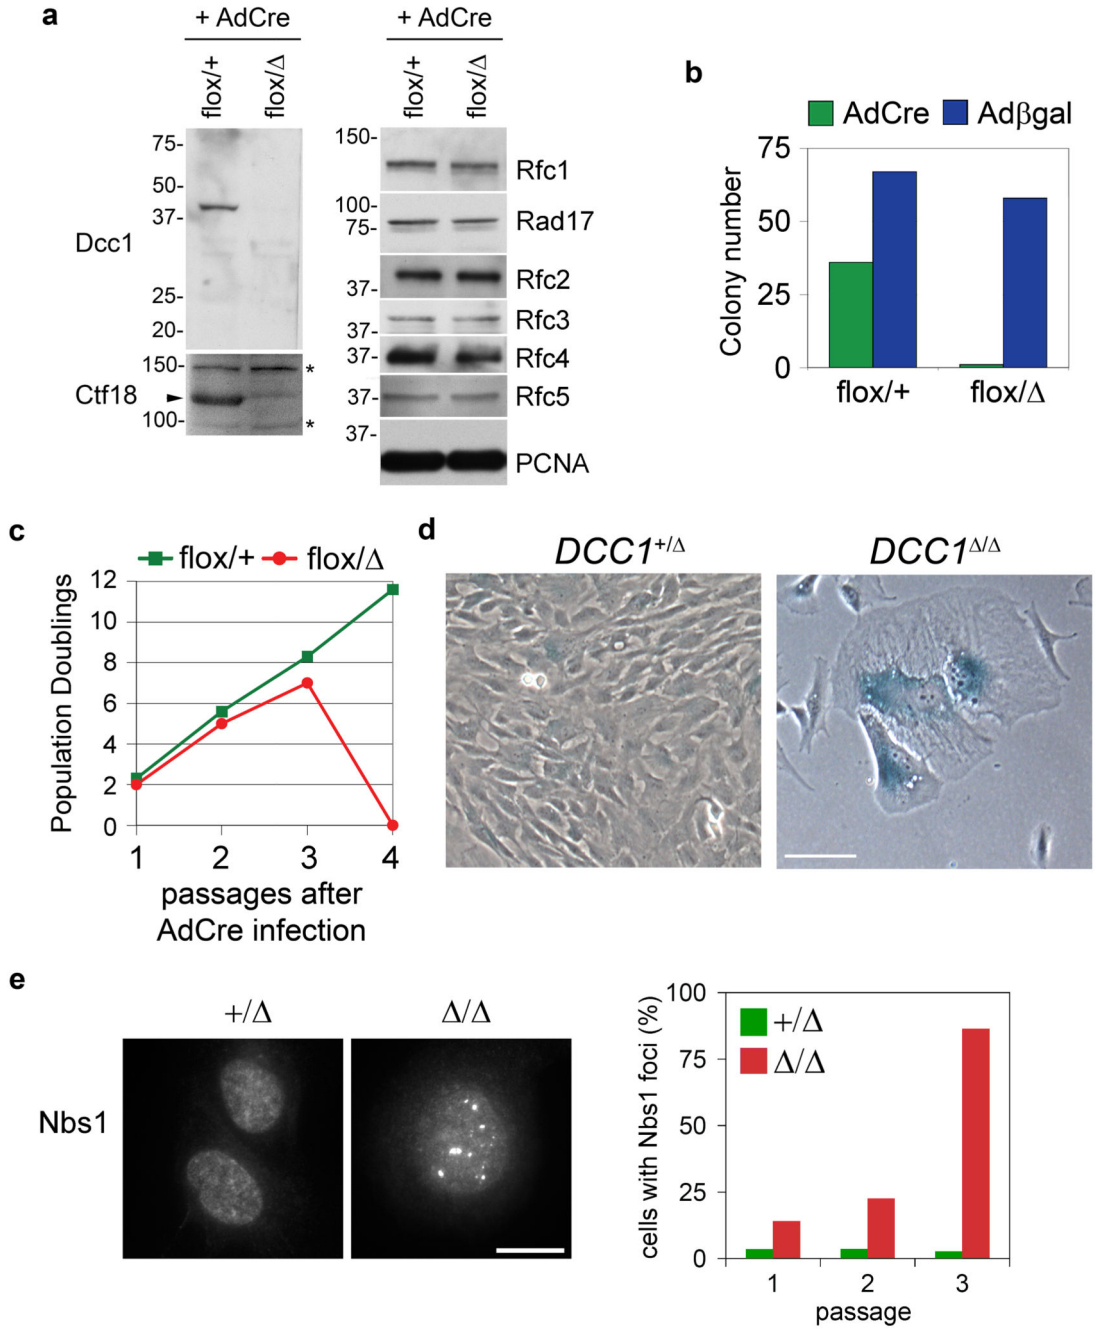 a
+ AdCre
flox/+ flox/Δ
75-
50-
37-
Dcc1
25-
20-
150- *
Ctf18
100- *
+ AdCre
flox/+ flox/Δ
150-
Rfc1
100-
75-
Rad17
37-
Rfc2
37-
Rfc3
37-
Rfc4
37-
Rfc5
37-
PCNA
b
AdCre Adβgal
Colony number
75
50
25
0
flox/+ flox/Δ
c
flox/+ flox/Δ
Population Doublings
12
10
8
6
4
2
0
1 2 3 4
passages after
AdCre infection
d
DCC1+/Δ DCC1Δ/Δ
e
+/Δ Δ/Δ
Nbs1
cells with Nbs1 foci (%)
100
75
50
25
0
+/Δ
Δ/Δ
1 2 3
passage